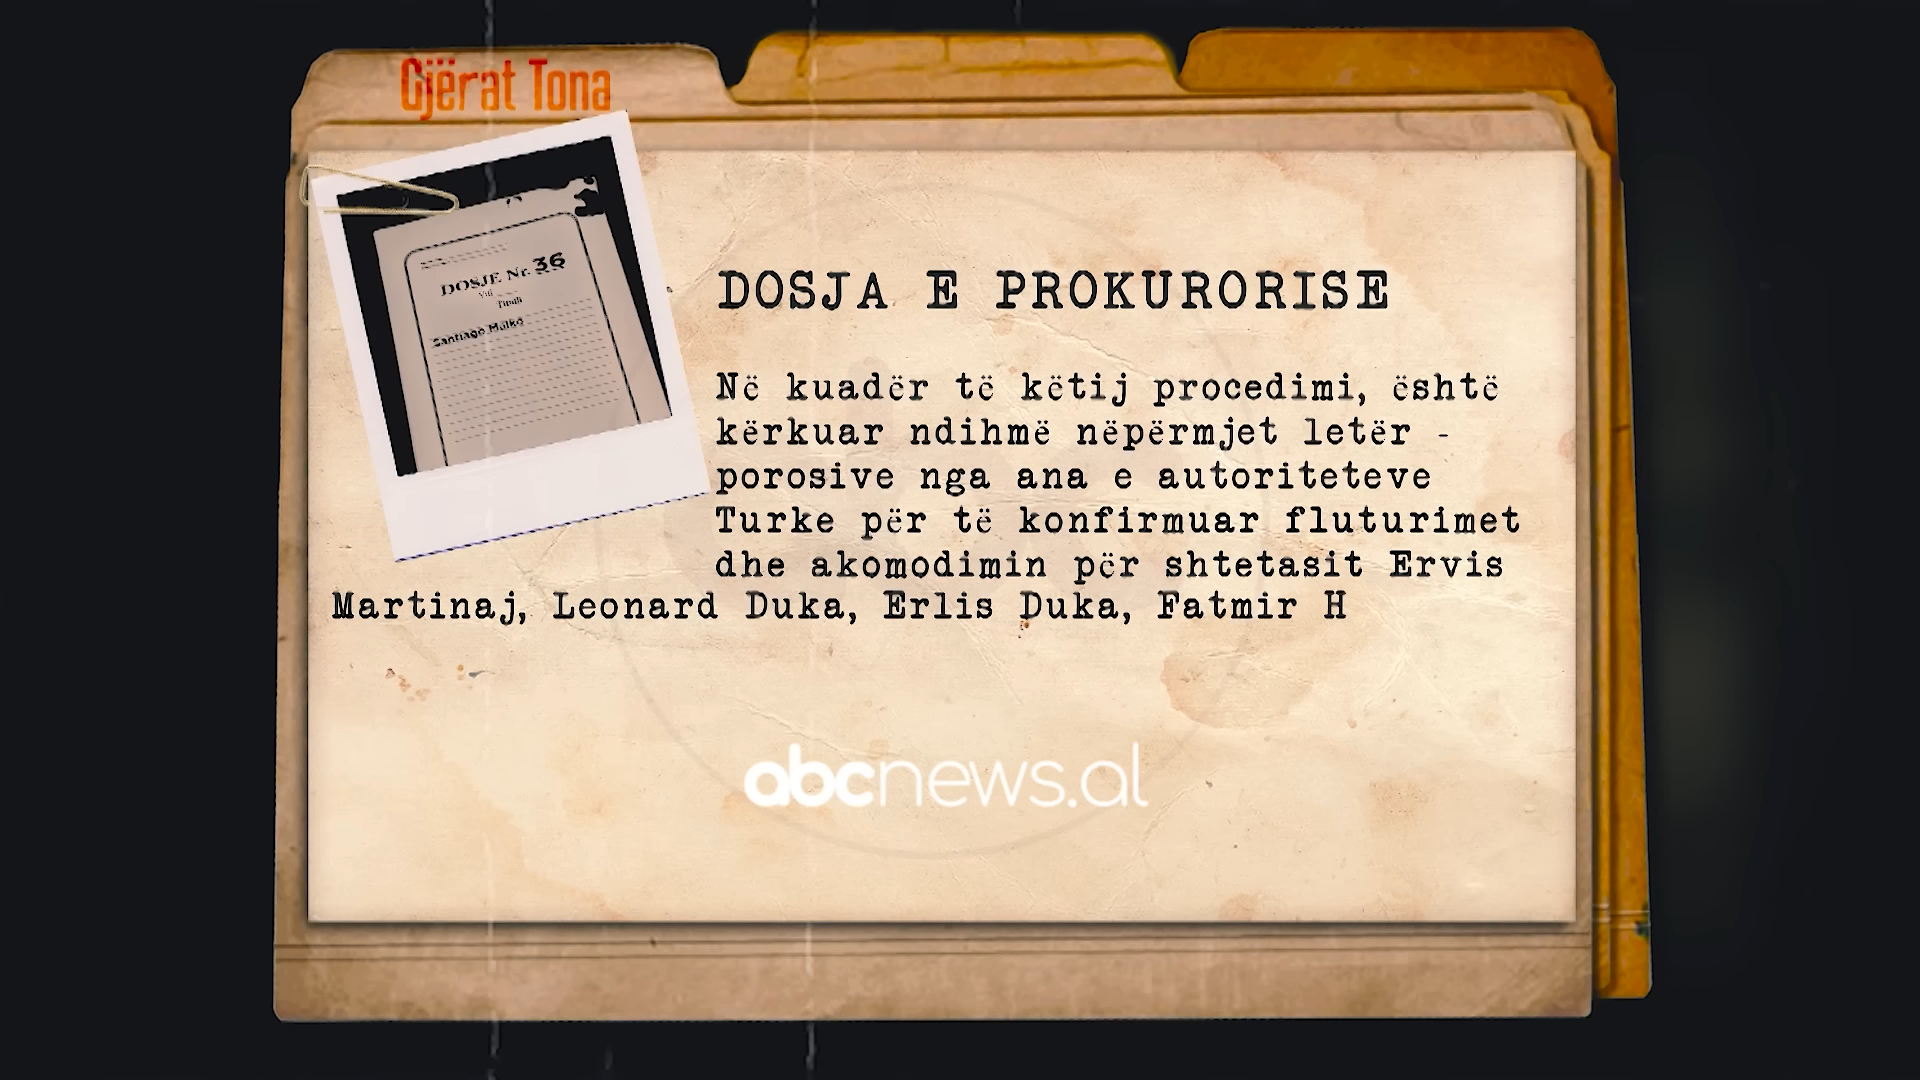 Gjërat Tona
DOSJE Nr. 36
Santiago Malko
DOSJA E PROKURORISE
Në kuadër të këtij procedimi, është
kërkuar ndihmë nëpërmjet letër -
porosive nga ana e autoriteteve
Turke për të konfirmuar fluturimet
dhe akomodimin për shtetasit Ervis
Martinaj, Leonard Duka, Erlis Duka, Fatmir H
abcnews.al